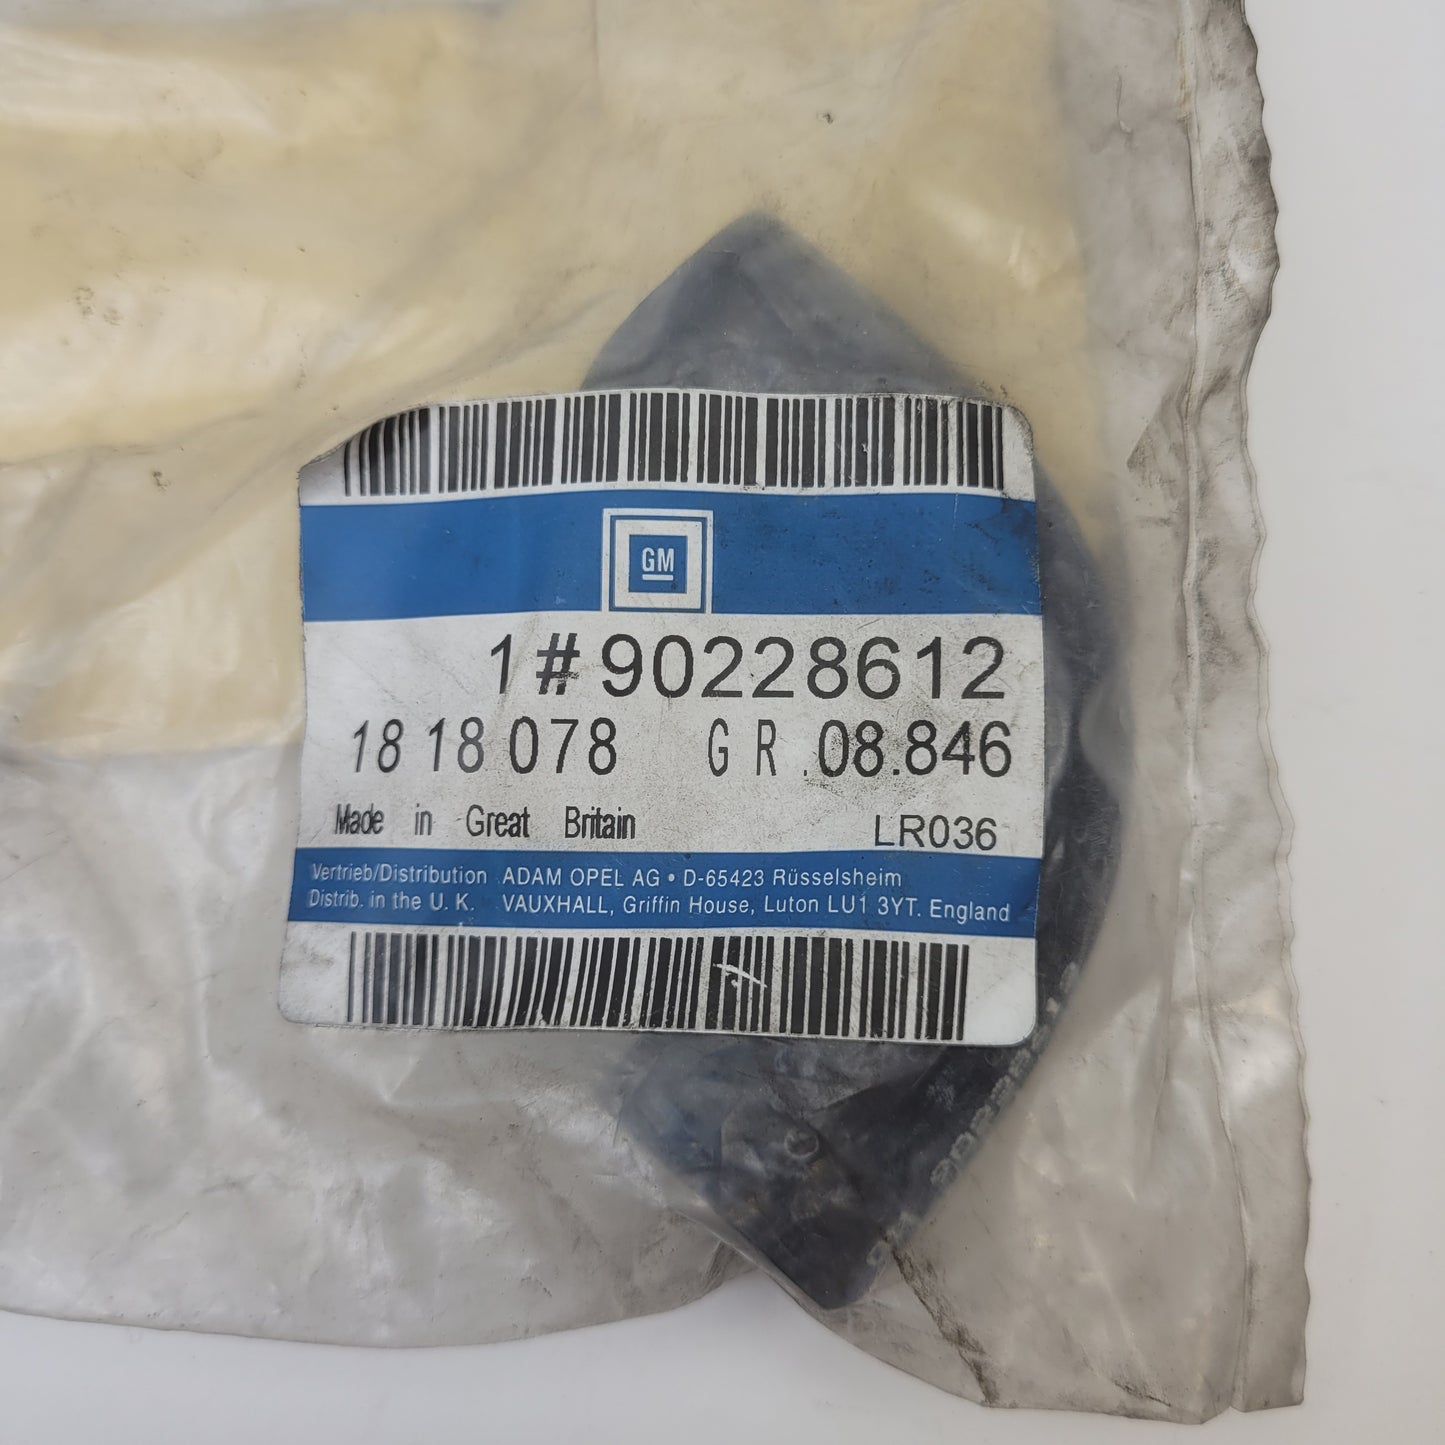 GM
1 # 90228612
18 18 078 GR. 08.846
Made in Great Britain LR036
Vertrieb/Distribution ADAM OPEL AG • D-65423 Rüsselsheim
Distrib. in the U. K. VAUXHALL, Griffin House, Luton LU1 3YT. England